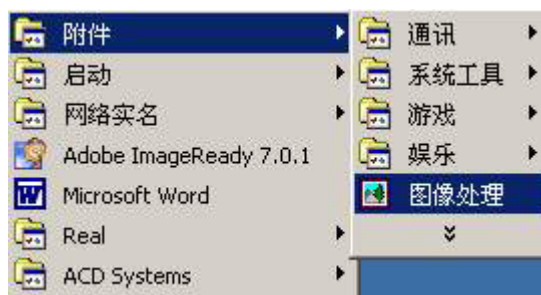 附件
启动
网络实名
Adobe ImageReady 7.0.1
Microsoft Word
Real
ACD Systems
通讯
系统工具
游戏
娱乐
图像处理